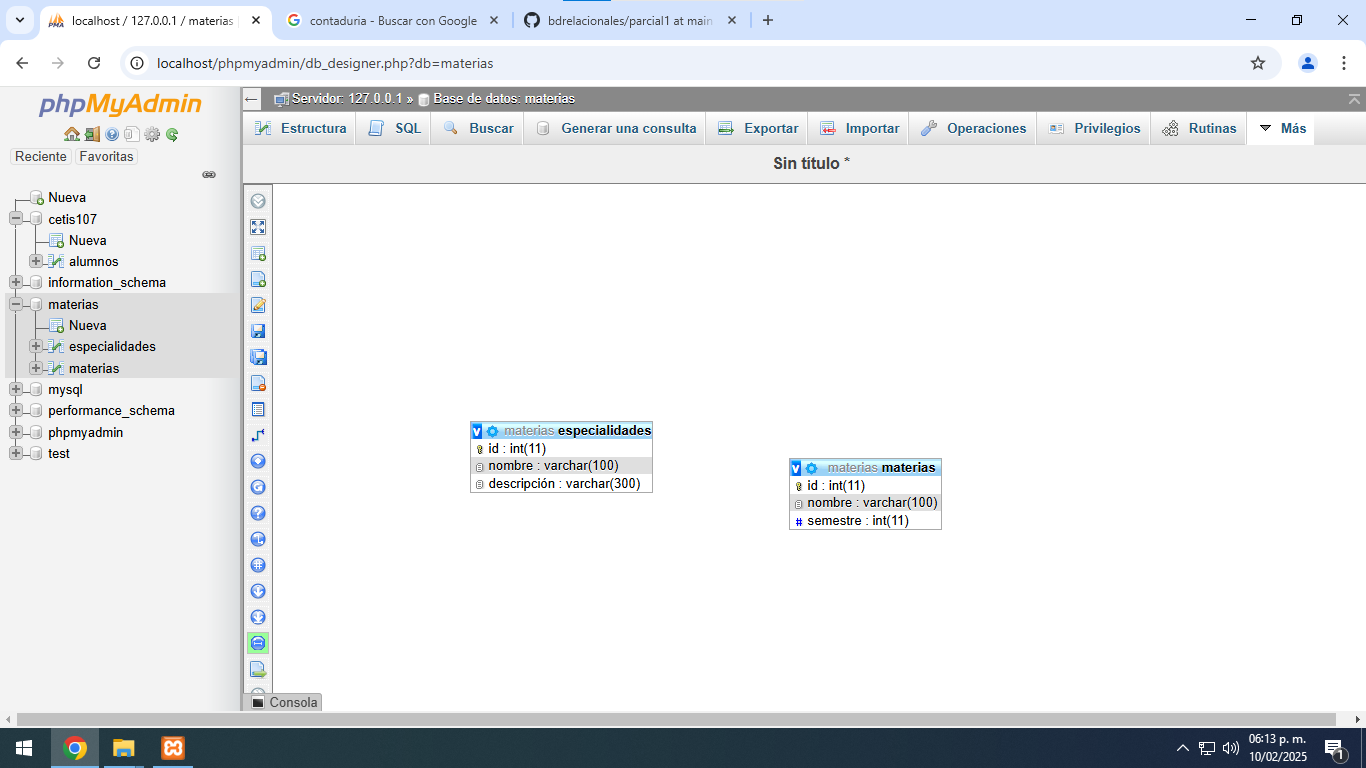 localhost / 127.0.0.1 / materias
contaduria - Buscar con Google
bdrelacionales/parcial1 at main
localhost/phpmyadmin/db_designer.php?db=materias
phpMyAdmin
Reciente Favoritas
Nueva
cetis107
Nueva
alumnos
information_schema
materias
Nueva
especialidades
materias
mysql
performance_schema
phpmyadmin
test
Servidor: 127.0.0.1 » Base de datos: materias
Estructura SQL Buscar Generar una consulta Exportar Importar Operaciones Privilegios Rutinas Más
Sin título *
materias especialidades
id : int(11)
nombre : varchar(100)
descripción : varchar(300)
materias materias
id : int(11)
nombre : varchar(100)
# semestre : int(11)
Consola
06:13 p. m.
10/02/2025
1